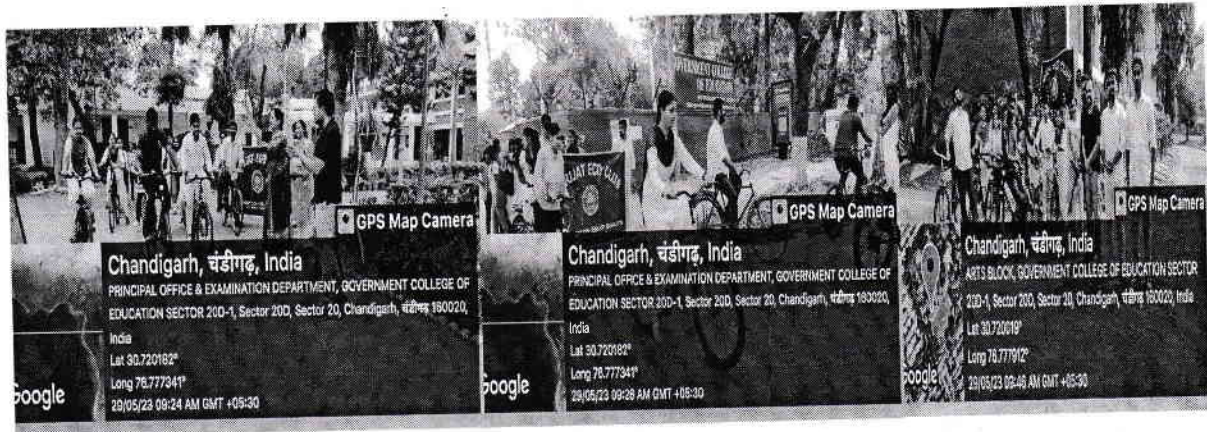 GOVERNMENT COLLEGE
UJJAT ECO CLUB
GPS Map Camera
Chandigarh, चंडीगढ़, India
PRINCIPAL OFFICE & EXAMINATION DEPARTMENT, GOVERNMENT COLLEGE OF
EDUCATION SECTOR 20D-1, Sector 20D, Sector 20, Chandigarh, चंडीगढ़ 160020,
India
Lat 30.720182°
Long 76.777341°
29/05/23 09:24 AM GMT +05:30
Google
GPS Map Camera
Chandigarh, चंडीगढ़, India
PRINCIPAL OFFICE & EXAMINATION DEPARTMENT, GOVERNMENT COLLEGE OF
EDUCATION SECTOR 20D-1, Sector 20D, Sector 20, Chandigarh, चंडीगढ़ 160020,
India
Lat 30.720182°
Long 76.777341°
29/05/23 09:28 AM GMT +05:30
Google
GPS Map Camera
Chandigarh, चंडीगढ़, India
ARTS BLOCK, GOVERNMENT COLLEGE OF EDUCATION SECTOR
20D-1, Sector 20D, Sector 20, Chandigarh, चंडीगढ़ 160020, India
Lat 30.720019°
Long 76.777912°
29/05/23 09:46 AM GMT +05:30
Google